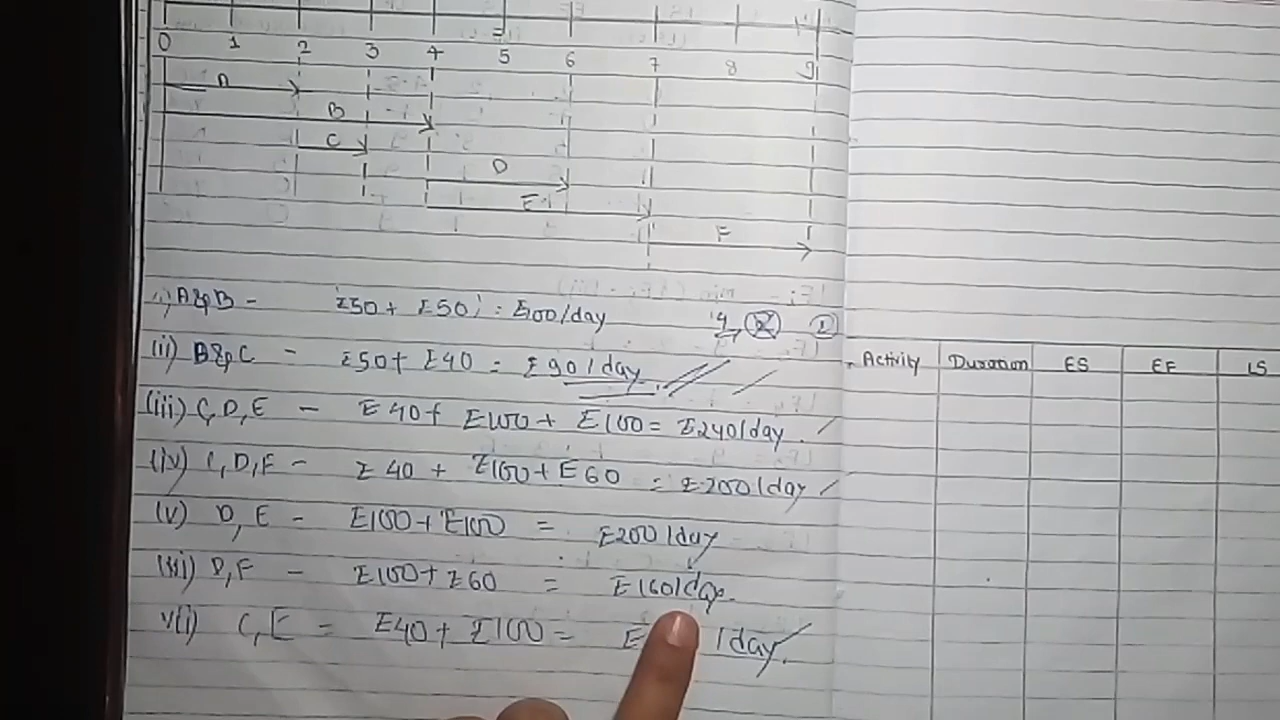 0 1 2 3 4 5 6 7 8 9
A
B
C
D
E
F
(i) A&B - £50 + £50 = £100/day
(ii) B&C - £50 + £40 = £90/day
(iii) C,D,E - £40 + £100 + £100 = £240/day
(iv) C,D,F - £40 + £100 + £60 = £200/day
(v) D, E - £100 + £100 = £200/day
D,F - £100 + £60 = £160/day
C, E = £40 + £100 = £ /day
Activity Duration ES EF LS